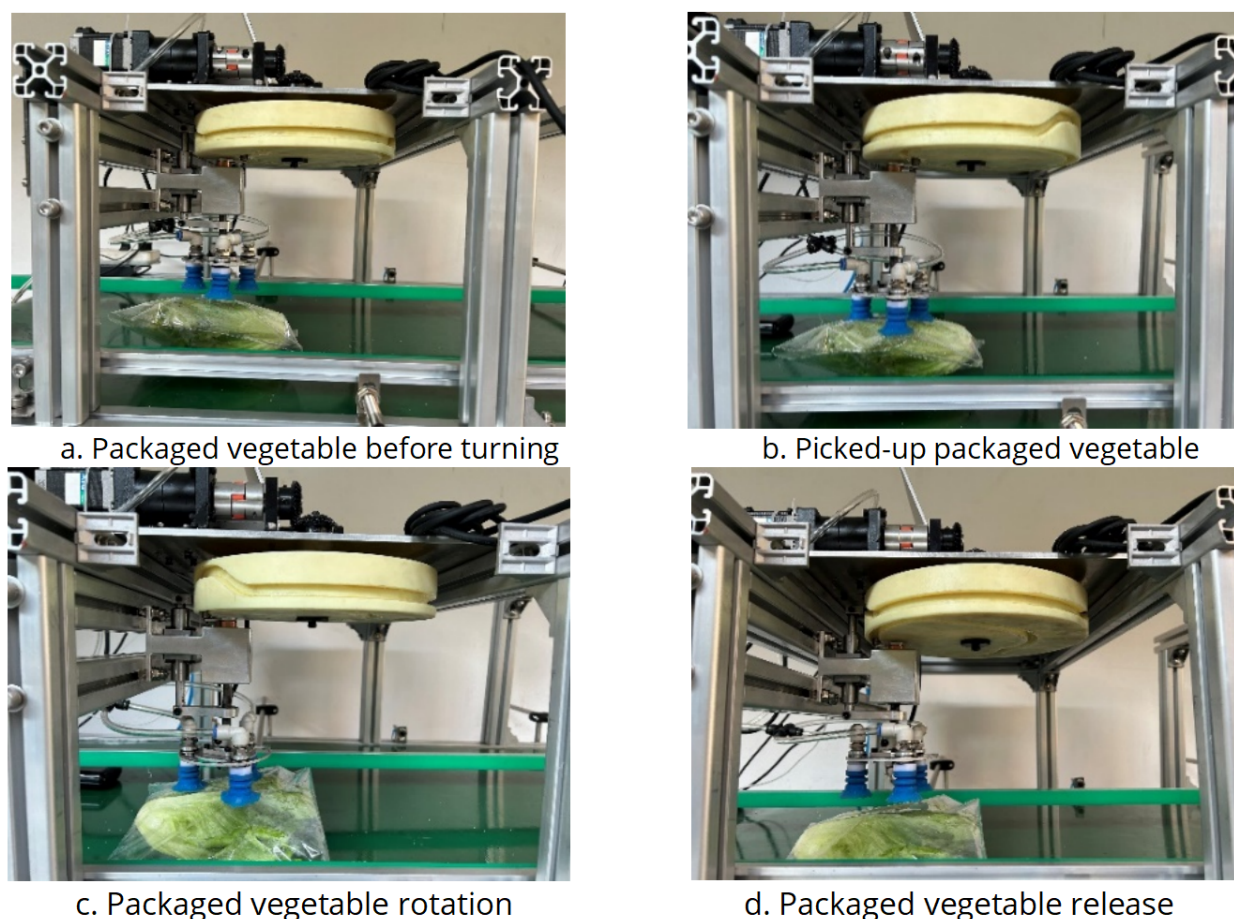 a. Packaged vegetable before turning
b. Picked-up packaged vegetable
c. Packaged vegetable rotation
d. Packaged vegetable release